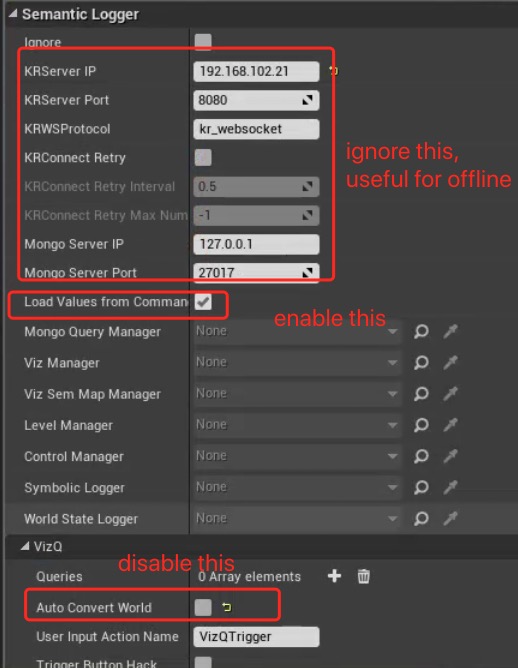 Semantic Logger
Ignore
KRServer IP 192.168.102.21
KRServer Port 8080
KRWSProtocol kr_websocket
KRConnect Retry
KRConnect Retry Interval 0.5
KRConnect Retry Max Num -1
Mongo Server IP 127.0.0.1
Mongo Server Port 27017
ignore this,
useful for offline
Load Values from Comman
enable this
Mongo Query Manager None
Viz Manager None
Viz Sem Map Manager None
Level Manager None
Control Manager None
Symbolic Logger None
World State Logger None
VizQ
disable this
Queries 0 Array elements
Auto Convert World
User Input Action Name VizQTrigger
Trigger Button Hack